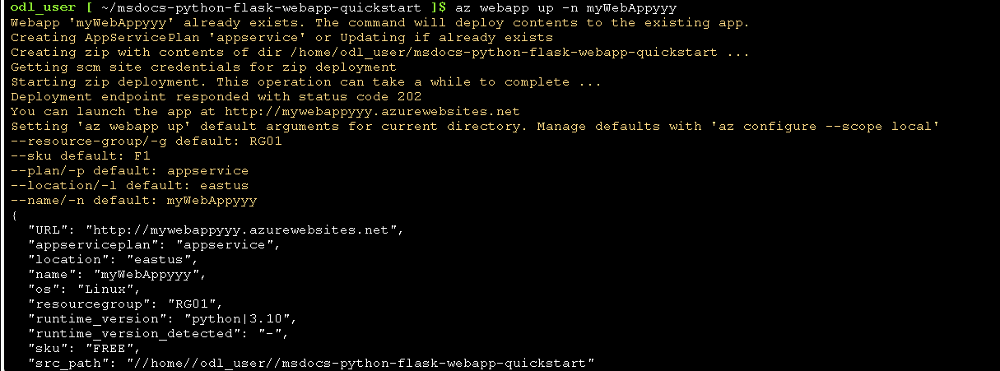 odl_user [ ~/msdocs-python-flask-webapp-quickstart ]$ az webapp up -n myWebAppyyy
Webapp 'myWebAppyyy' already exists. The command will deploy contents to the existing app.
Creating AppServicePlan 'appservice' or Updating if already exists
Creating zip with contents of dir /home/odl_user/msdocs-python-flask-webapp-quickstart ...
Getting scm site credentials for zip deployment
Starting zip deployment. This operation can take a while to complete ...
Deployment endpoint responded with status code 202
You can launch the app at http://mywebappyyy.azurewebsites.net
Setting 'az webapp up' default arguments for current directory. Manage defaults with 'az configure --scope local'
--resource-group/-g default: RG01
--sku default: F1
--plan/-p default: appservice
--location/-l default: eastus
--name/-n default: myWebAppyyy
{
  "URL": "http://mywebappyyy.azurewebsites.net",
  "appserviceplan": "appservice",
  "location": "eastus",
  "name": "myWebAppyyy",
  "os": "Linux",
  "resourcegroup": "RG01",
  "runtime_version": "python|3.10",
  "runtime_version_detected": "-",
  "sku": "FREE",
  "src_path": "//home//odl_user//msdocs-python-flask-webapp-quickstart"